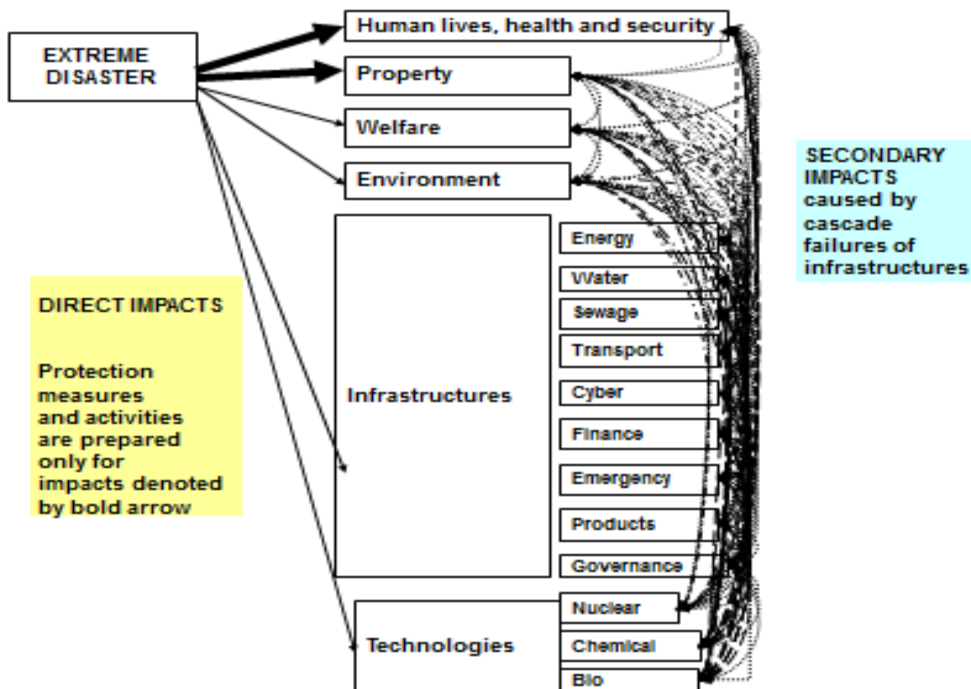 EXTREME
DISASTER
Human lives, health and security
Property
Welfare
Environment
Infrastructures
Energy
Water
Sewage
Transport
Cyber
Finance
Emergency
Products
Governance
Technologies
Nuclear
Chemical
Bio
DIRECT IMPACTS
Protection
measures
and activities
are prepared
only for
impacts denoted
by bold arrow
SECONDARY
IMPACTS
caused by
cascade
failures of
infrastructures